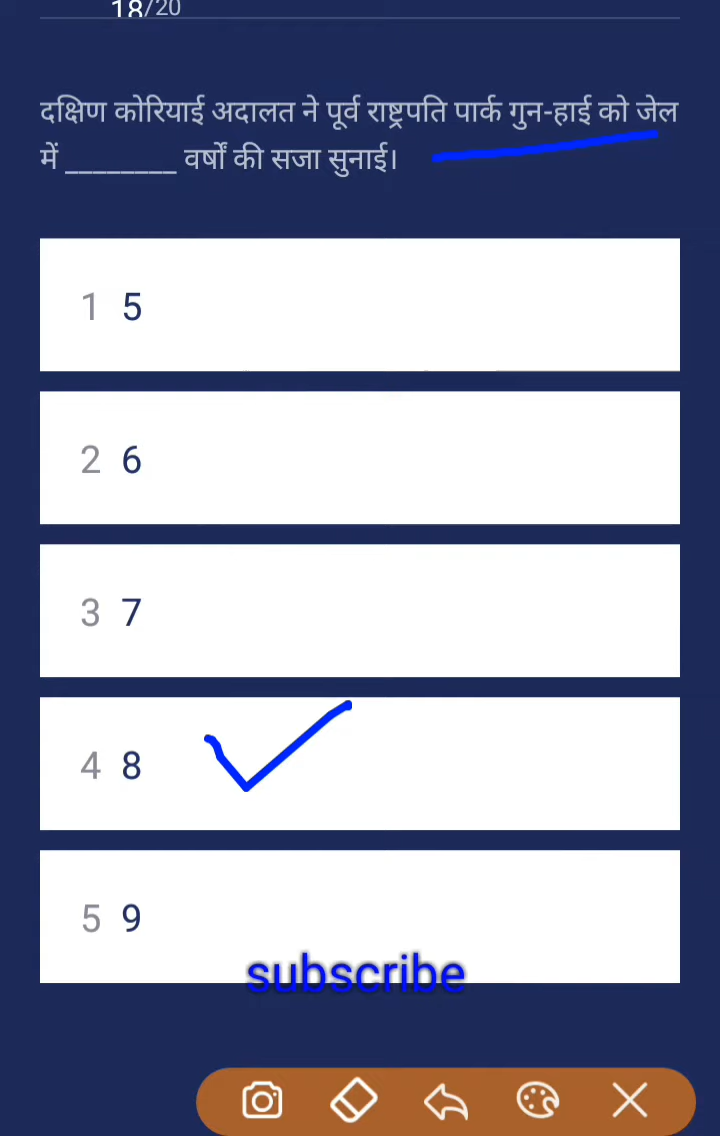 18/20
दक्षिण कोरियाई अदालत ने पूर्व राष्ट्रपति पार्क गुन-हाई को जेल
में ________ वर्षों की सजा सुनाई।
1 5
2 6
3 7
4 8
5 9
subscribe